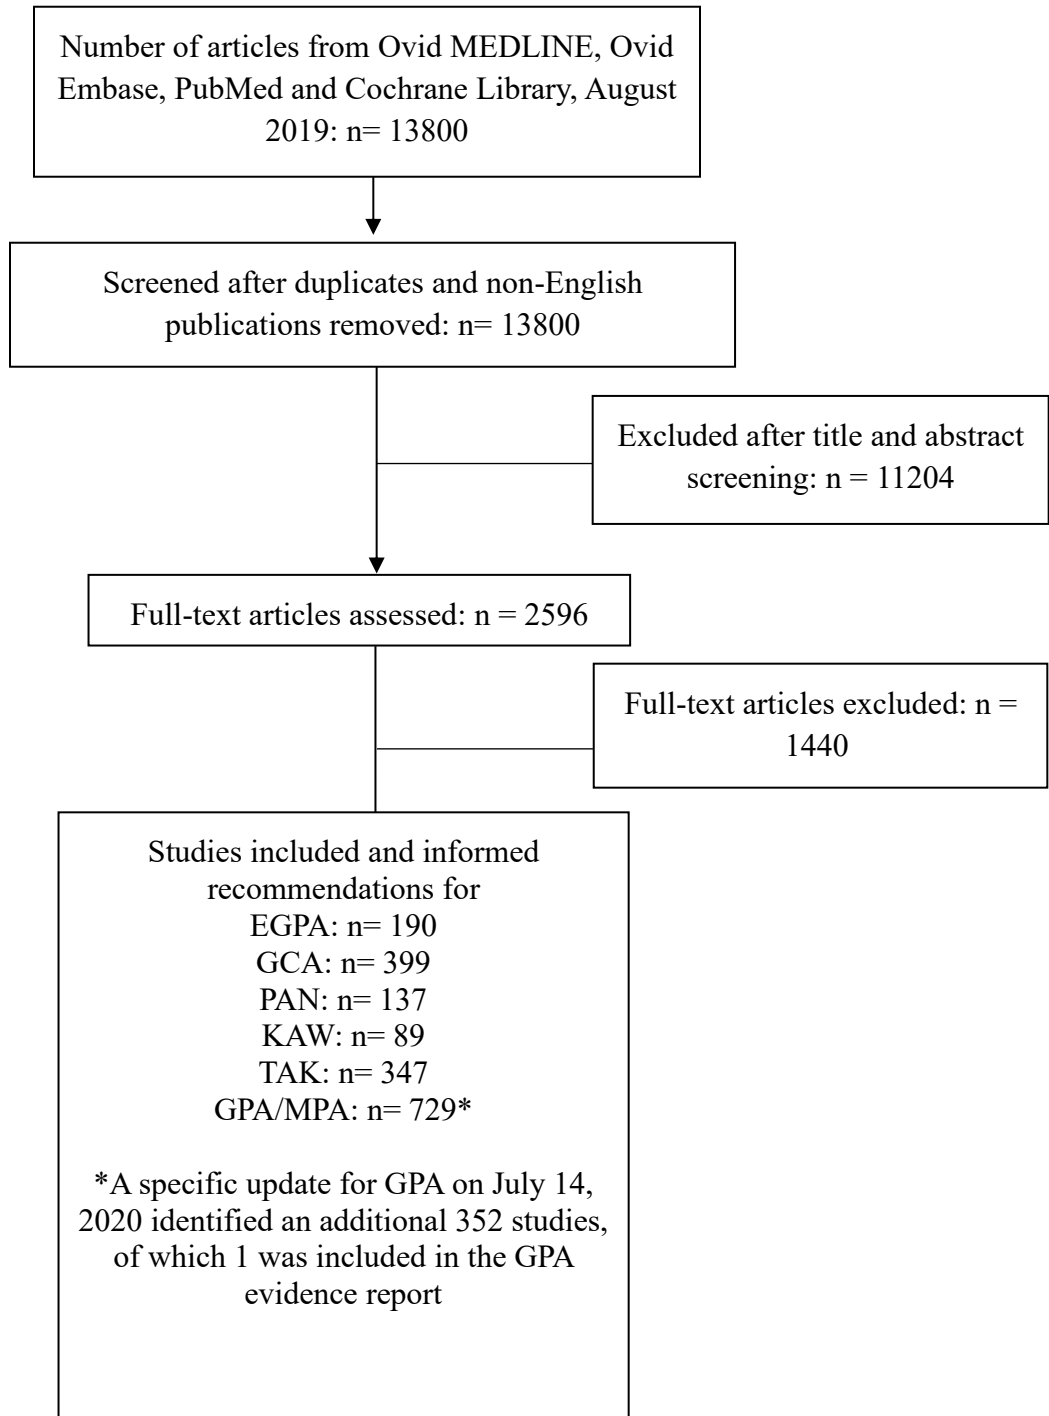 Number of articles from Ovid MEDLINE, Ovid
Embase, PubMed and Cochrane Library, August
2019: n= 13800
Screened after duplicates and non-English
publications removed: n= 13800
Excluded after title and abstract
screening: n = 11204
Full-text articles assessed: n = 2596
Full-text articles excluded: n =
1440
Studies included and informed
recommendations for
EGPA: n= 190
GCA: n= 399
PAN: n= 137
KAW: n= 89
TAK: n= 347
GPA/MPA: n= 729*
*A specific update for GPA on July 14,
2020 identified an additional 352 studies,
of which 1 was included in the GPA
evidence report